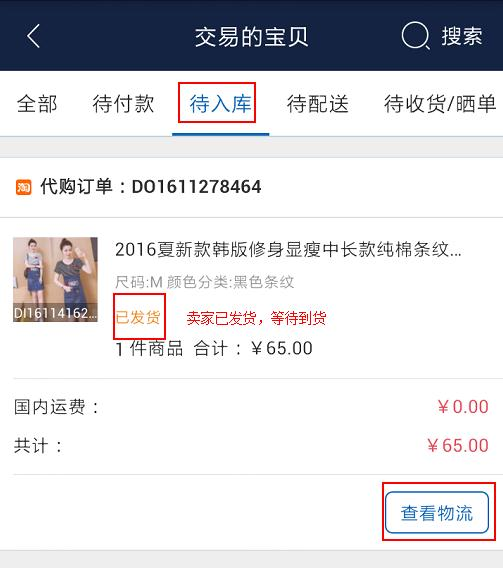 交易的宝贝 搜索
全部 待付款 待入库 待配送 待收货/晒单
淘 代购订单：DO1611278464
2016夏新款韩版修身显瘦中长款纯棉条纹...
尺码:M 颜色分类:黑色条纹
DI16114162...
已发货 卖家已发货，等待到货
1 件商品 合计：￥65.00
国内运费： ￥0.00
共计： ￥65.00
查看物流